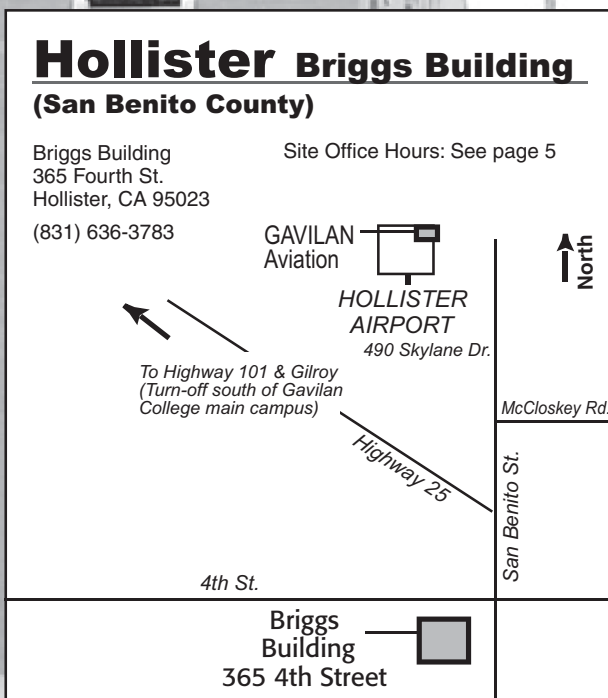 Hollister Briggs Building
(San Benito County)
Briggs Building
365 Fourth St.
Hollister, CA 95023
(831) 636-3783
Site Office Hours: See page 5
GAVILAN
Aviation
HOLLISTER
AIRPORT
490 Skylane Dr.
North
To Highway 101 & Gilroy
(Turn-off south of Gavilan
College main campus)
McCloskey Rd.
Highway 25
San Benito St.
4th St.
Briggs
Building
365 4th Street